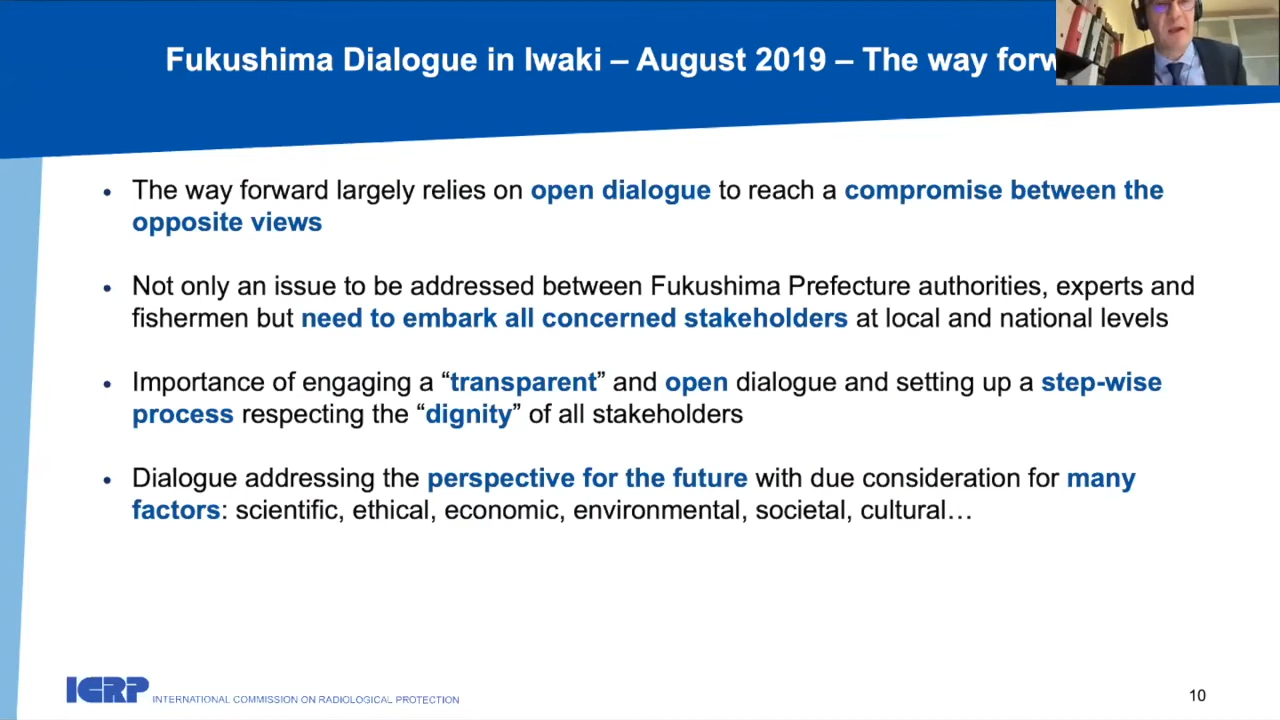 Fukushima Dialogue in Iwaki – August 2019 – The way forw
• The way forward largely relies on open dialogue to reach a compromise between the
opposite views
• Not only an issue to be addressed between Fukushima Prefecture authorities, experts and
fishermen but need to embark all concerned stakeholders at local and national levels
• Importance of engaging a “transparent” and open dialogue and setting up a step-wise
process respecting the “dignity” of all stakeholders
• Dialogue addressing the perspective for the future with due consideration for many
factors: scientific, ethical, economic, environmental, societal, cultural…
ICRP INTERNATIONAL COMMISSION ON RADIOLOGICAL PROTECTION
10